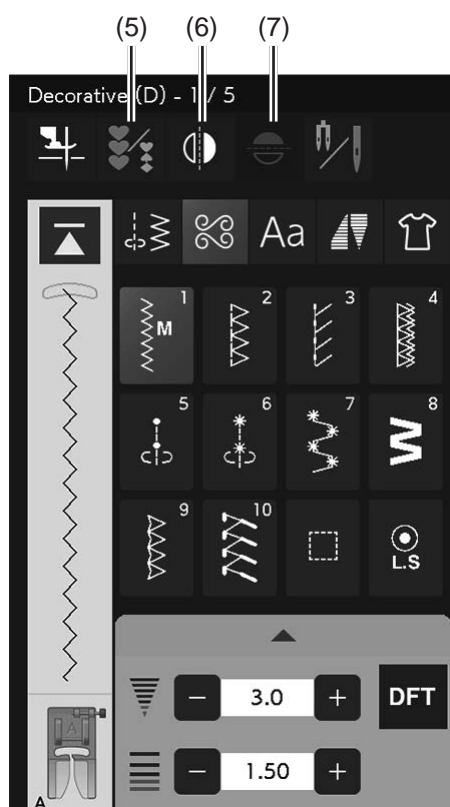 (5) (6) (7)
Decorative (D) - 1 / 5
Aa
1 2 3 4
M
5 6 7 8
9 10
L.S
3.0 DFT
1.50
A
A